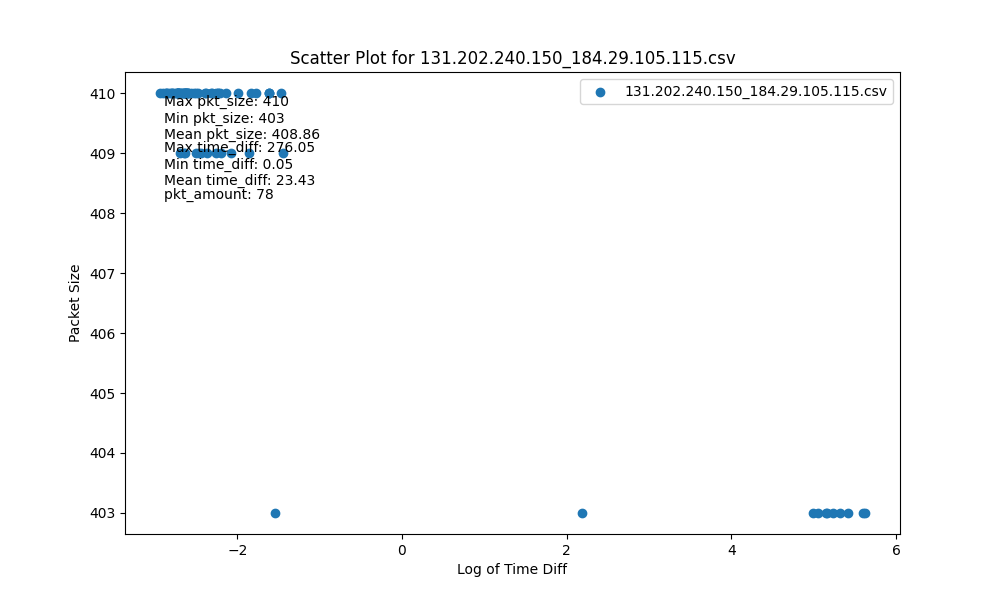 Scatter Plot for 131.202.240.150_184.29.105.115.csv
131.202.240.150_184.29.105.115.csv
Max pkt_size: 410
Min pkt_size: 403
Mean pkt_size: 408.86
Max time_diff: 276.05
Min time_diff: 0.05
Mean time_diff: 23.43
pkt_amount: 78
Packet Size
410
409
408
407
406
405
404
403
−2
0
2
4
6
Log of Time Diff